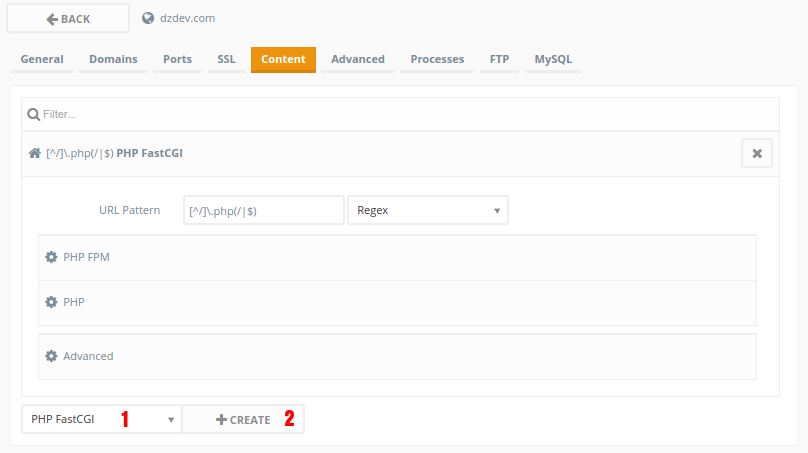 BACK dzdev.com
General Domains Ports SSL Content Advanced Processes FTP MySQL
Filter...
[^/]\.php(/|$) PHP FastCGI
URL Pattern [^/]\.php(/|$) Regex
PHP FPM
PHP
Advanced
PHP FastCGI 1 CREATE 2